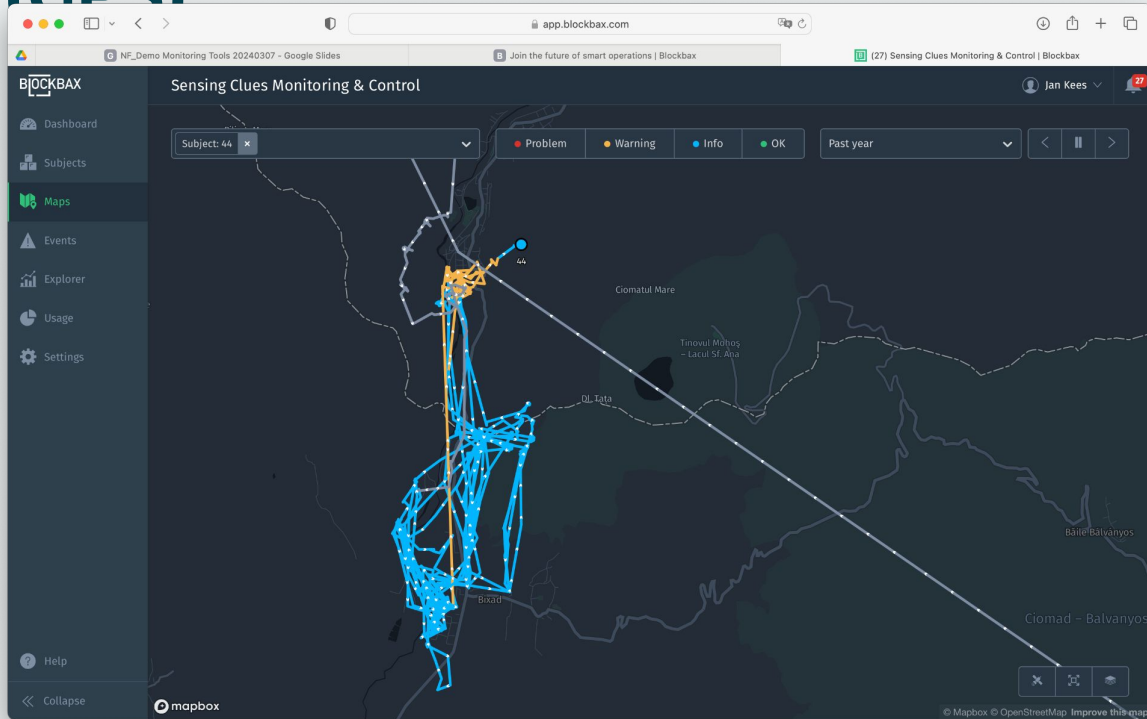 app.blockbax.com
NF_Demo Monitoring Tools 20240307 - Google Slides
Join the future of smart operations | Blockbax
(27) Sensing Clues Monitoring & Control | Blockbax
BLOCKBAX
Sensing Clues Monitoring & Control
Jan Kees
27
Dashboard
Subjects
Maps
Events
Explorer
Usage
Settings
Help
Collapse
Subject: 44
Problem
Warning
Info
OK
Past year
44
Ciomatul Mare
Tinovul Mohoş
– Lacul Sf. Ana
Dl. Tata
Băile Bálványos
Bixad
Ciomad – Balvanyos
mapbox
© Mapbox © OpenStreetMap Improve this map